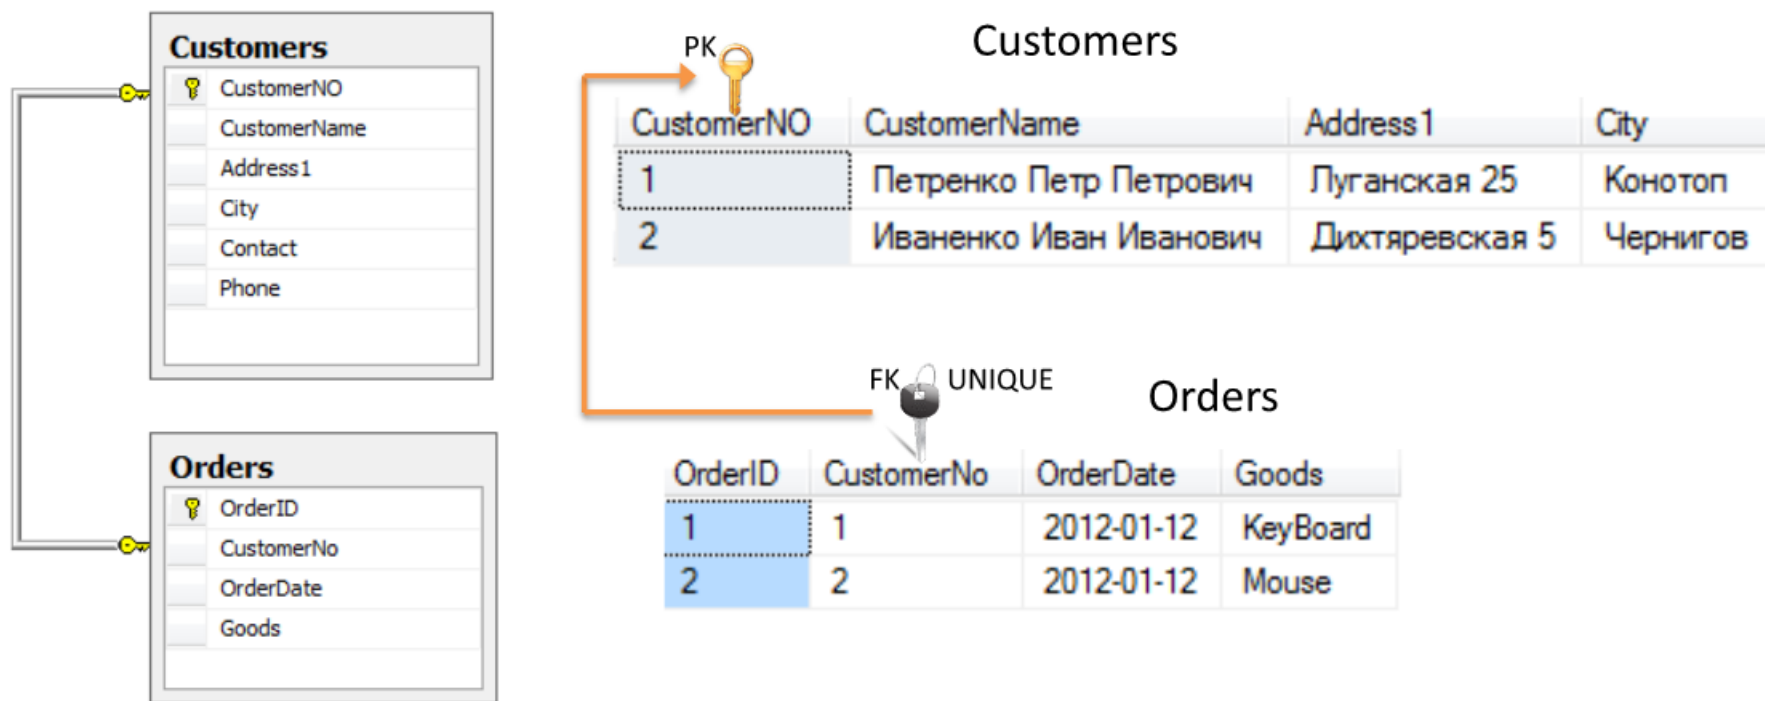 Customers
CustomerNO
CustomerName
Address1
City
Contact
Phone
Orders
OrderID
CustomerNo
OrderDate
Goods
PK
Customers
CustomerNO CustomerName Address1 City
1 Петренко Петр Петрович Луганская 25 Конотоп
2 Иваненко Иван Иванович Дихтяревская 5 Чернигов
FK UNIQUE
Orders
OrderID CustomerNo OrderDate Goods
1 1 2012-01-12 KeyBoard
2 2 2012-01-12 Mouse